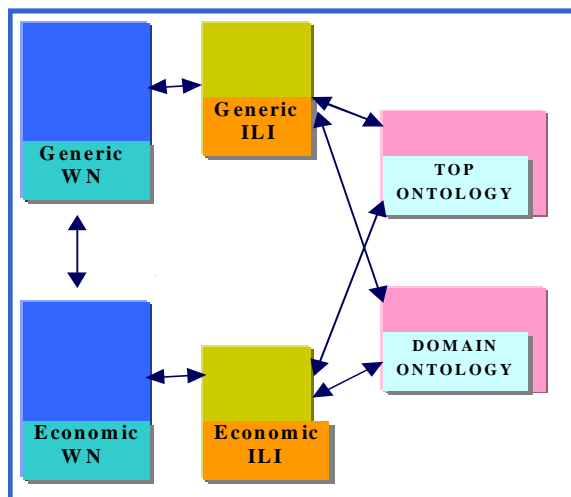 Generic
WN
Generic
ILI
TOP
ONTOLOGY
DOMAIN
ONTOLOGY
Economic
WN
Economic
ILI